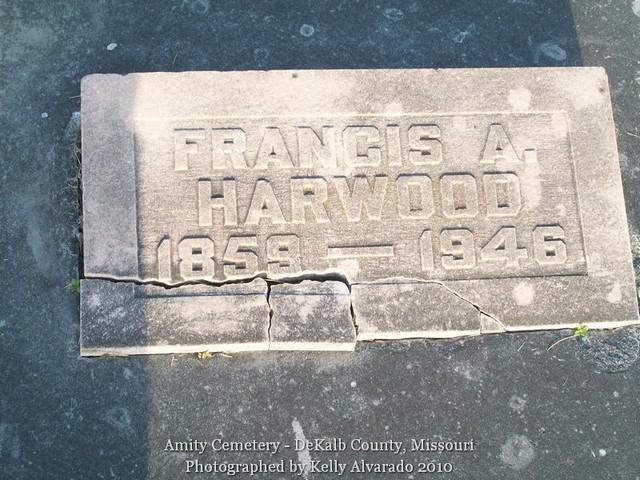 FRANCIS A.
HARWOOD
1859 — 1946
Amity Cemetery - DeKalb County, Missouri
Photographed by Kelly Alvarado 2010